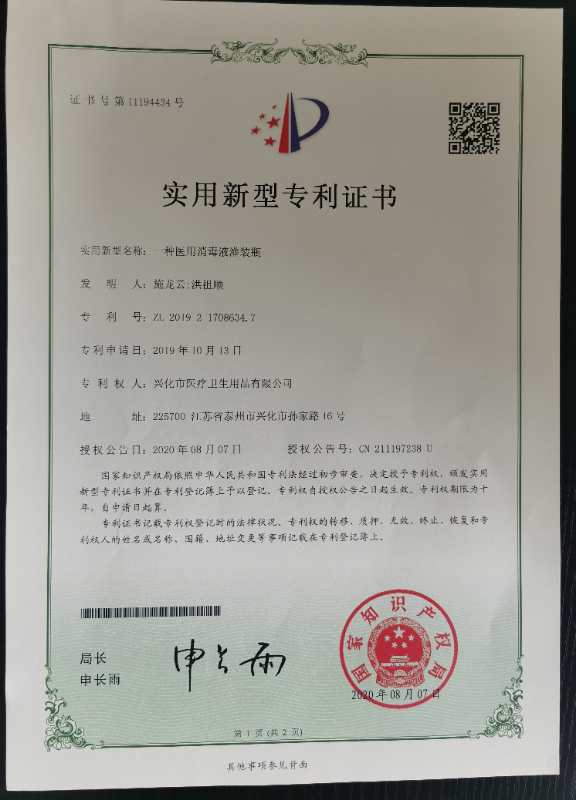 证书号第11194434号
实用新型专利证书
实用新型名称：一种医用消毒液灌装瓶
发 明 人：施龙云;洪祖顺
专 利 号：ZL 2019 2 1708634.7
专利申请日：2019年10月13日
专 利 权 人：兴化市医疗卫生用品有限公司
地 址：225700 江苏省泰州市兴化市孙家路16号
授权公告日：2020年08月07日 授权公告号：CN 211197238 U
国家知识产权局依照中华人民共和国专利法经过初步审查，决定授予专利权，颁发实用
新型专利证书并在专利登记簿上予以登记。专利权自授权公告之日起生效。专利权期限为十
年，自申请日起算。
专利证书记载专利权登记时的法律状况。专利权的转移、质押、无效、终止、恢复和专
利权人的姓名或名称、国籍、地址变更等事项记载在专利登记簿上。
局长
申长雨
申长雨
国家知识产权局
2020年08月07日
第 1 页 (共 2 页)
其他事项参见背面